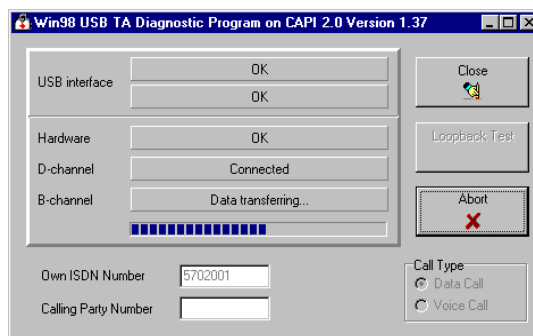 Win98 USB TA Diagnostic Program on CAPI 2.0 Version 1.37
USB interface
OK
OK
Hardware
OK
D-channel
Connected
B-channel
Data transferring...
Close
Loopback Test
Abort
Own ISDN Number
5702001
Calling Party Number
Call Type
Data Call
Voice Call